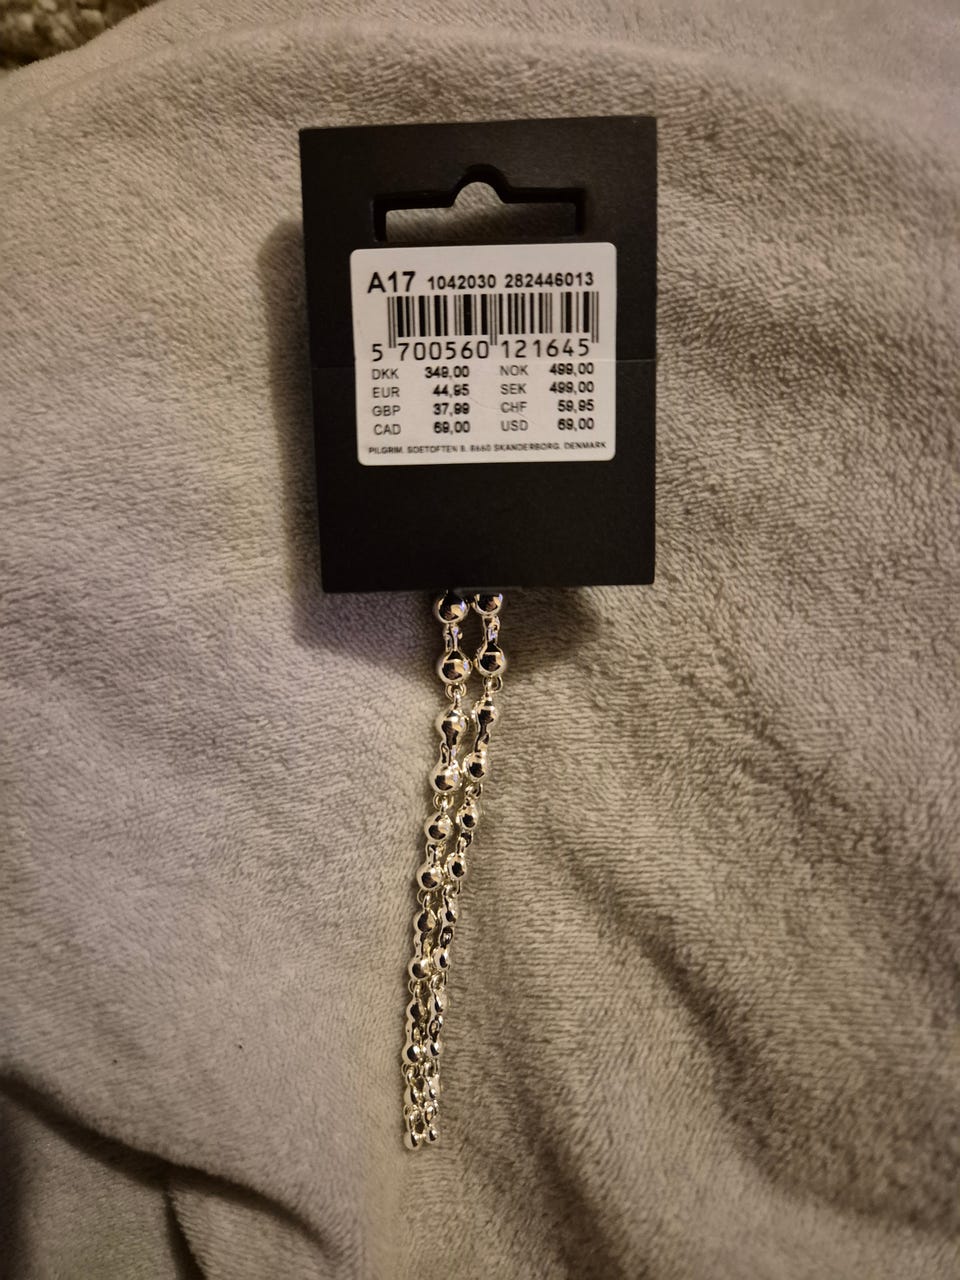 A17 1042030 282446013
5 700560 121645
DKK 349,00 NOK 499,00
EUR 44,95 SEK 499,00
GBP 37,99 CHF 59,95
CAD 69,00 USD 69,00
PILGRIM, SOETOFTEN 8, 8660 SKANDERBORG, DENMARK